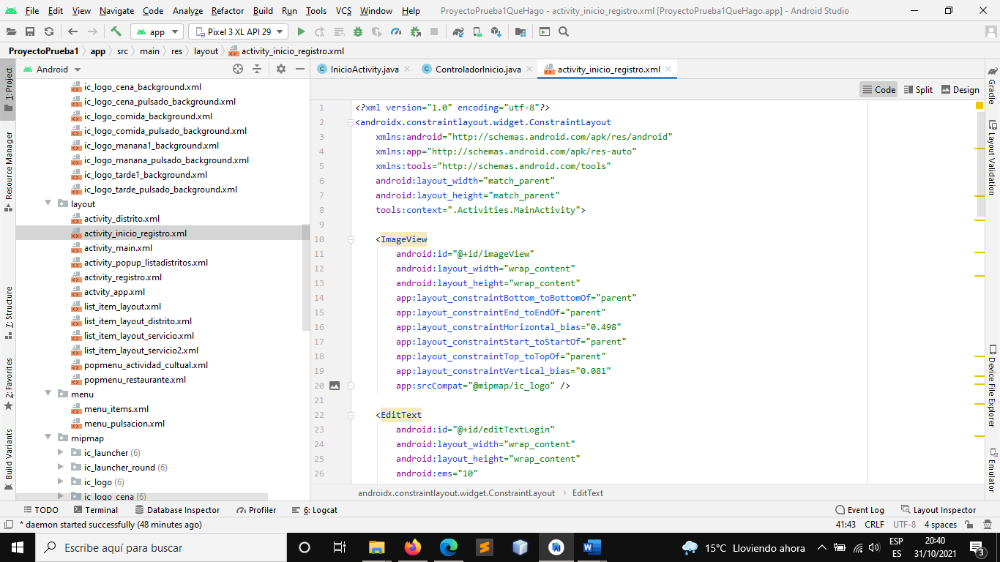 File Edit View Navigate Code Analyze Refactor Build Run Tools VCS Window Help ProyectoPrueba1QueHago - activity_inicio_registro.xml [ProyectoPrueba1QueHago.app] - Android Studio
app Pixel 3 XL API 29
ProyectoPrueba1 app src main res layout activity_inicio_registro.xml
1: Project
Resource Manager
7: Structure
2: Favorites
Build Variants
Android
ic_logo_cena_background.xml
ic_logo_cena_pulsado_background.xml
ic_logo_comida_background.xml
ic_logo_comida_pulsado_background.xml
ic_logo_manana1_background.xml
ic_logo_manana_pulsado_background.xml
ic_logo_tarde1_background.xml
ic_logo_tarde_pulsado_background.xml
layout
activity_distrito.xml
activity_inicio_registro.xml
activity_main.xml
activity_popup_listadistritos.xml
activity_registro.xml
actvity_app.xml
list_item_layout.xml
list_item_layout_distrito.xml
list_item_layout_servicio.xml
list_item_layout_servicio2.xml
popmenu_actividad_cultual.xml
popmenu_restaurante.xml
menu
menu_items.xml
menu_pulsacion.xml
mipmap
ic_launcher (6)
ic_launcher_round (6)
ic_logo (6)
ic_logo_cena (6)
InicioActivity.java ControladorInicio.java activity_inicio_registro.xml
Code Split Design
1 <?xml version="1.0" encoding="utf-8"?>
2 <androidx.constraintlayout.widget.ConstraintLayout
3 xmlns:android="http://schemas.android.com/apk/res/android"
4 xmlns:app="http://schemas.android.com/apk/res-auto"
5 xmlns:tools="http://schemas.android.com/tools"
6 android:layout_width="match_parent"
7 android:layout_height="match_parent"
8 tools:context=".Activities.MainActivity">
9
10 <ImageView
11 android:id="@+id/imageView"
12 android:layout_width="wrap_content"
13 android:layout_height="wrap_content"
14 app:layout_constraintBottom_toBottomOf="parent"
15 app:layout_constraintEnd_toEndOf="parent"
16 app:layout_constraintHorizontal_bias="0.498"
17 app:layout_constraintStart_toStartOf="parent"
18 app:layout_constraintTop_toTopOf="parent"
19 app:layout_constraintVertical_bias="0.081"
20 app:srcCompat="@mipmap/ic_logo" />
21
22 <EditText
23 android:id="@+id/editTextLogin"
24 android:layout_width="wrap_content"
25 android:layout_height="wrap_content"
26 android:ems="10"
androidx.constraintlayout.widget.ConstraintLayout EditText
Gradle
Layout Validation
Device File Explorer
Emulator
TODO Terminal Database Inspector Profiler 6: Logcat Event Log Layout Inspector
* daemon started successfully (48 minutes ago) 41:43 CRLF UTF-8 4 spaces
Escribe aquí para buscar
15°C Lloviendo ahora
ESP
ES
20:40
31/10/2021
3